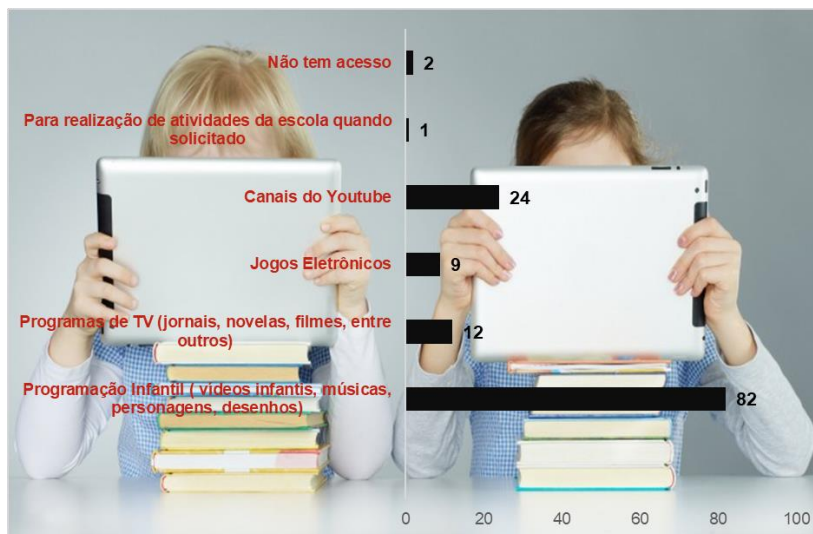 Não tem acesso 2
Para realização de atividades da escola quando
solicitado 1
Canais do Youtube 24
Jogos Eletrônicos 9
Programas de TV (jornais, novelas, filmes, entre
outros) 12
Programação Infantil ( vídeos infantis, músicas,
personagens, desenhos) 82
0 20 40 60 80 100